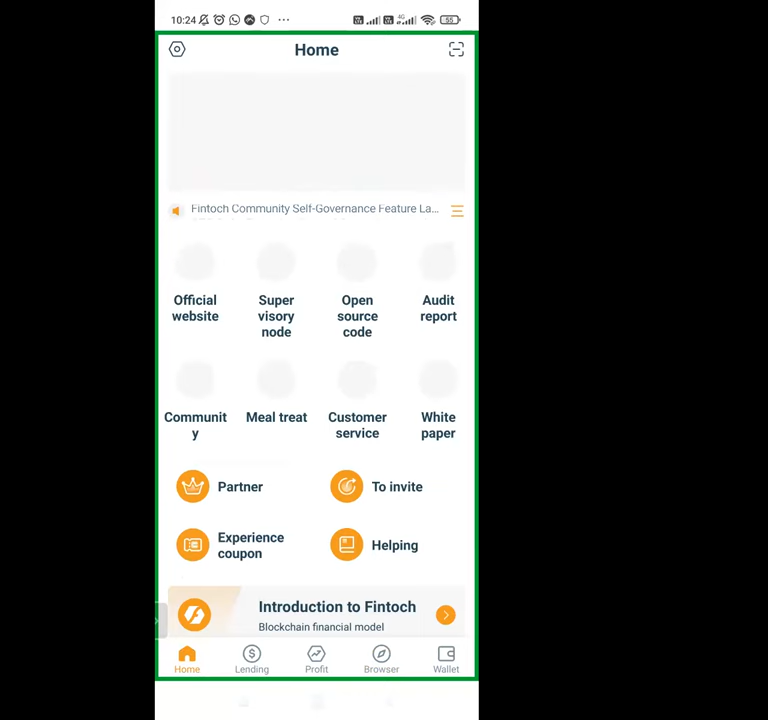 10:24
4G
55
Home
Fintoch Community Self-Governance Feature La...
Official
website
Super
visory
node
Open
source
code
Audit
report
Communit
y
Meal treat
Customer
service
White
paper
Partner
To invite
Experience
coupon
Helping
Introduction to Fintoch
Blockchain financial model
Home
Lending
Profit
Browser
Wallet